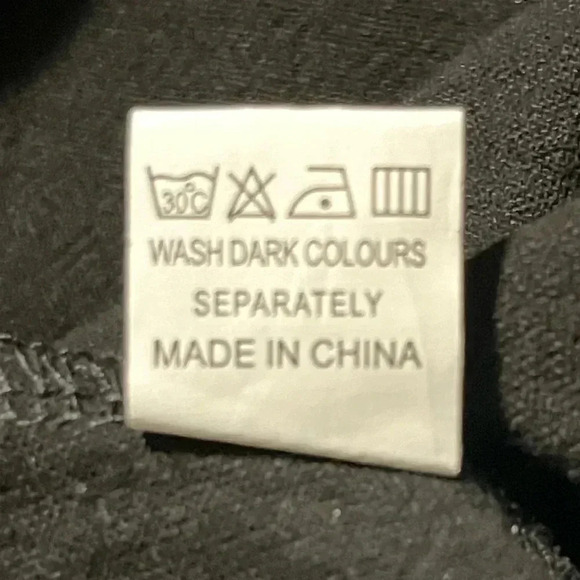 30°C
WASH DARK COLOURS
SEPARATELY
MADE IN CHINA